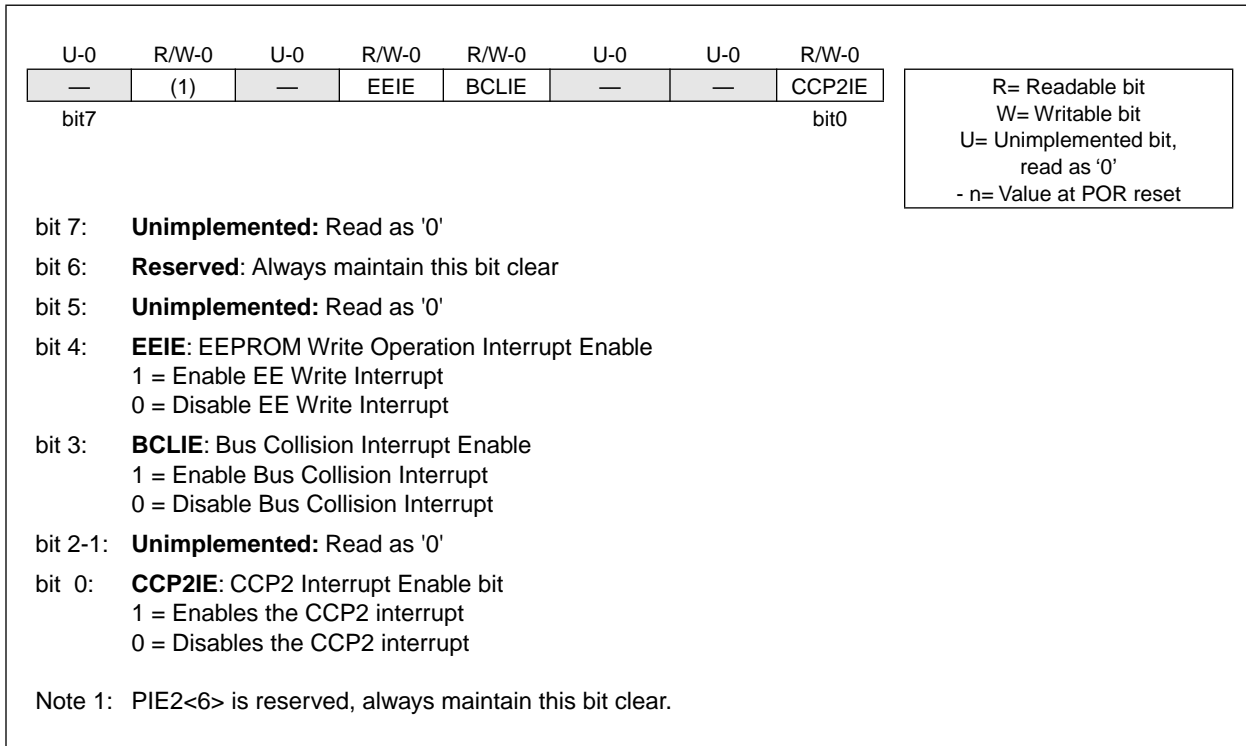 U-0 R/W-0 U-0 R/W-0 R/W-0 U-0 U-0 R/W-0
— (1) — EEIE BCLIE — — CCP2IE
bit7 bit0
R= Readable bit
W= Writable bit
U= Unimplemented bit,
read as ‘0’
- n= Value at POR reset
bit 7: Unimplemented: Read as '0'
bit 6: Reserved: Always maintain this bit clear
bit 5: Unimplemented: Read as '0'
bit 4: EEIE: EEPROM Write Operation Interrupt Enable
1 = Enable EE Write Interrupt
0 = Disable EE Write Interrupt
bit 3: BCLIE: Bus Collision Interrupt Enable
1 = Enable Bus Collision Interrupt
0 = Disable Bus Collision Interrupt
bit 2-1: Unimplemented: Read as '0'
bit 0: CCP2IE: CCP2 Interrupt Enable bit
1 = Enables the CCP2 interrupt
0 = Disables the CCP2 interrupt
Note 1: PIE2<6> is reserved, always maintain this bit clear.